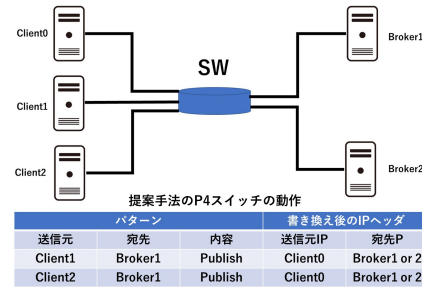 Client0
Broker1
SW
Client1
Client2
Broker2
提案手法のP4スイッチの動作
パターン 書き換え後のIPヘッダ
送信元 宛先 内容 送信元IP 宛先P
Client1 Broker1 Publish Client0 Broker1 or 2
Client2 Broker1 Publish Client0 Broker1 or 2